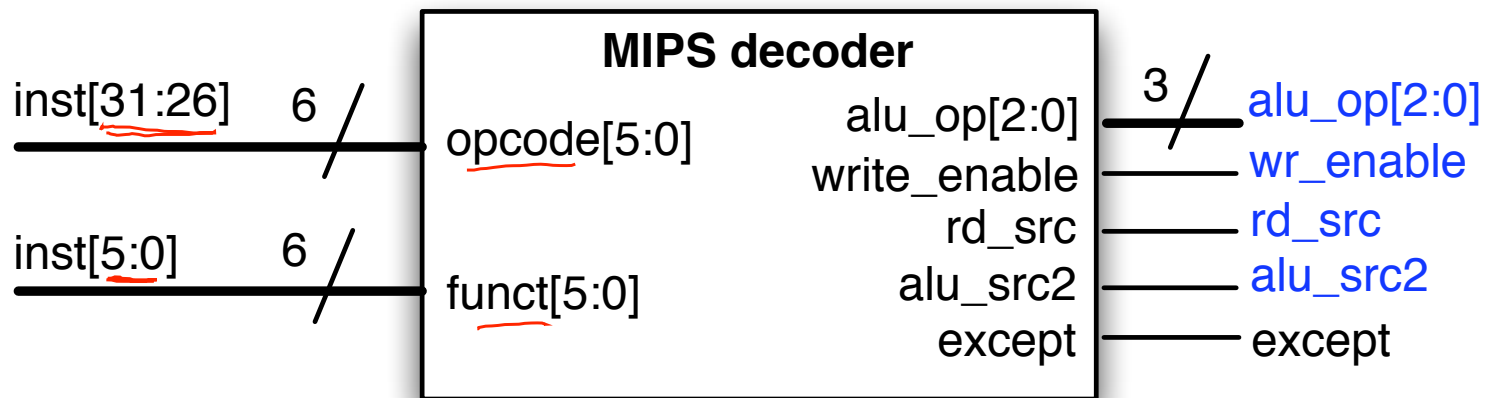 MIPS decoder
inst[31:26] 6
opcode[5:0]
inst[5:0] 6
funct[5:0]
alu_op[2:0] 3 alu_op[2:0]
write_enable wr_enable
rd_src rd_src
alu_src2 alu_src2
except except